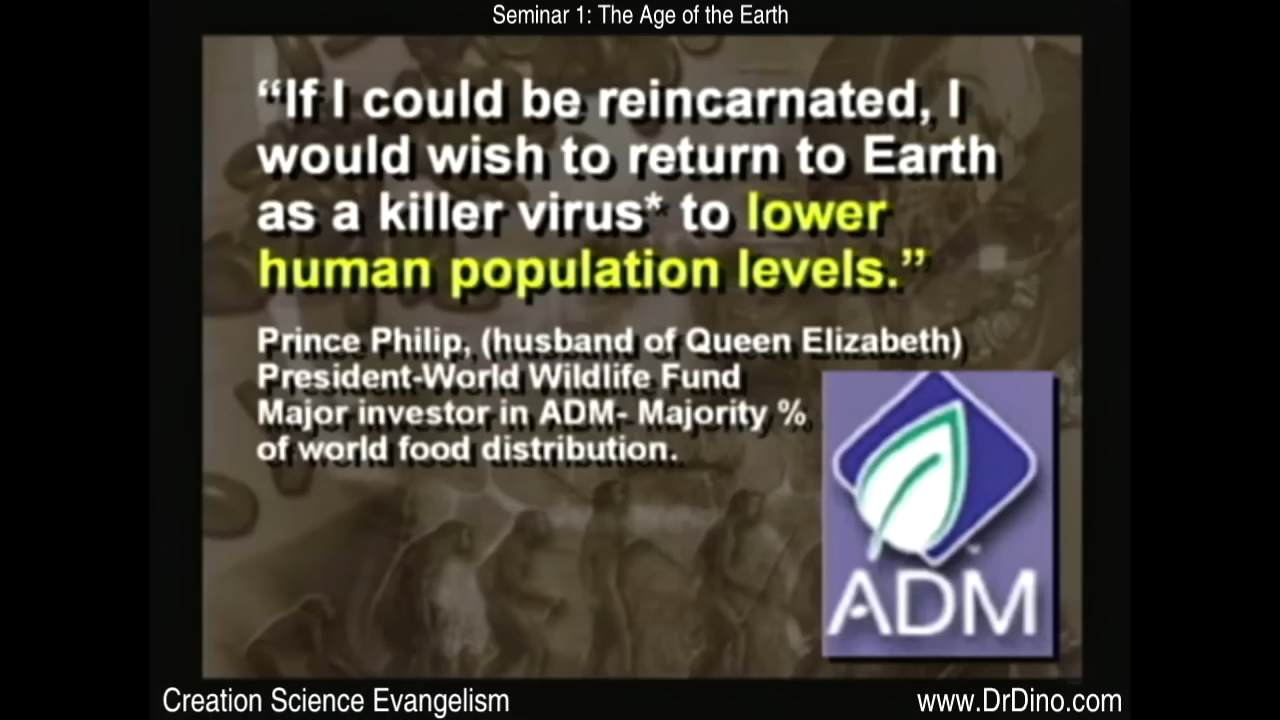 Seminar 1: The Age of the Earth
“If I could be reincarnated, I
would wish to return to Earth
as a killer virus* to lower
human population levels.”
Prince Philip, (husband of Queen Elizabeth)
President-World Wildlife Fund
Major investor in ADM- Majority %
of world food distribution.
™
ADM
Creation Science Evangelism
www.DrDino.com